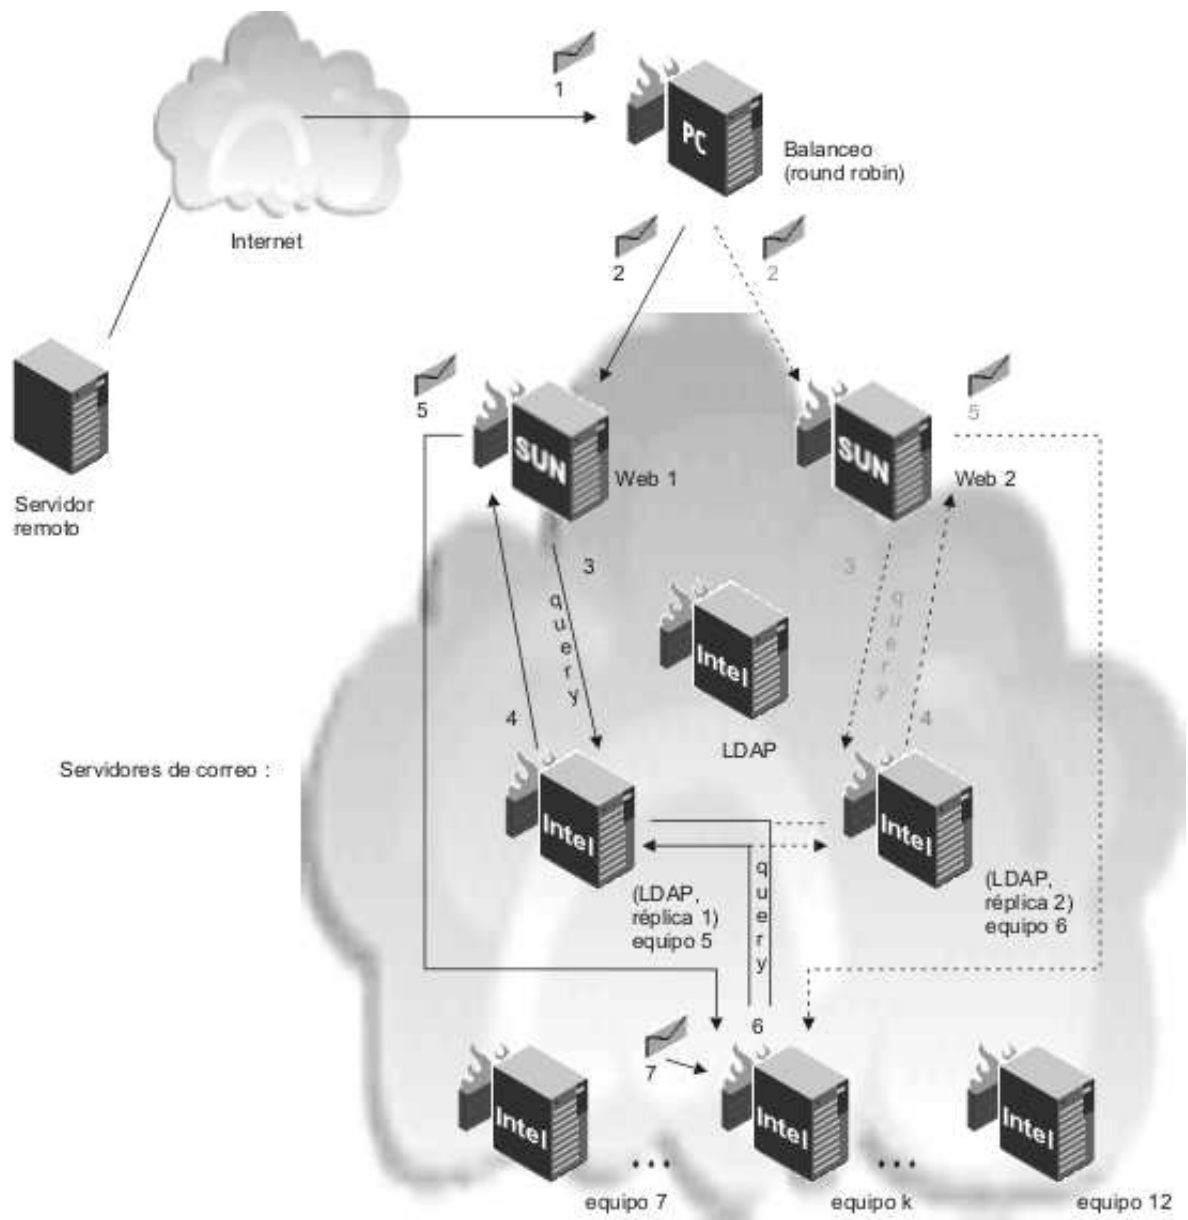 1
PC
Balanceo
(round robin)
Internet
2
2
5
5
SUN
SUN
Web 1
Web 2
Servidor
remoto
3
3
query
query
Intel
4
4
LDAP
Servidores de correo :
Intel
Intel
(LDAP,
réplica 1)
equipo 5
query
(LDAP,
réplica 2)
equipo 6
6
7
Intel
Intel
Intel
...
...
equipo 7
equipo k
equipo 12